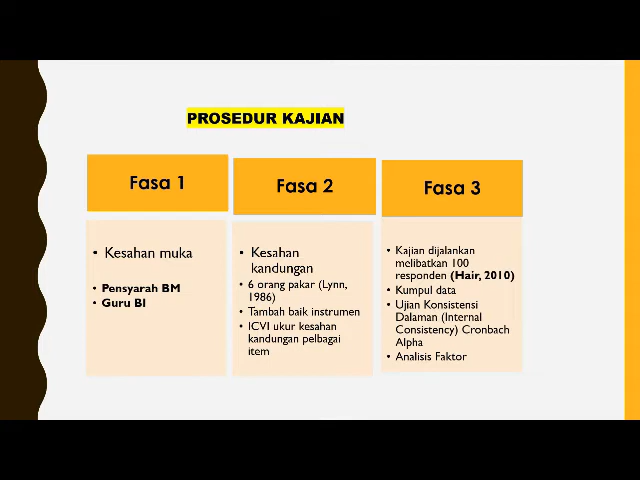 PROSEDUR KAJIAN
Fasa 1
• Kesahan muka
• Pensyarah BM
• Guru BI
Fasa 2
• Kesahan
kandungan
• 6 orang pakar (Lynn,
1986)
• Tambah baik instrumen
• ICVI ukur kesahan
kandungan pelbagai
item
Fasa 3
• Kajian dijalankan
melibatkan 100
responden (Hair, 2010)
• Kumpul data
• Ujian Konsistensi
Dalaman (Internal
Consistency) Cronbach
Alpha
• Analisis Faktor